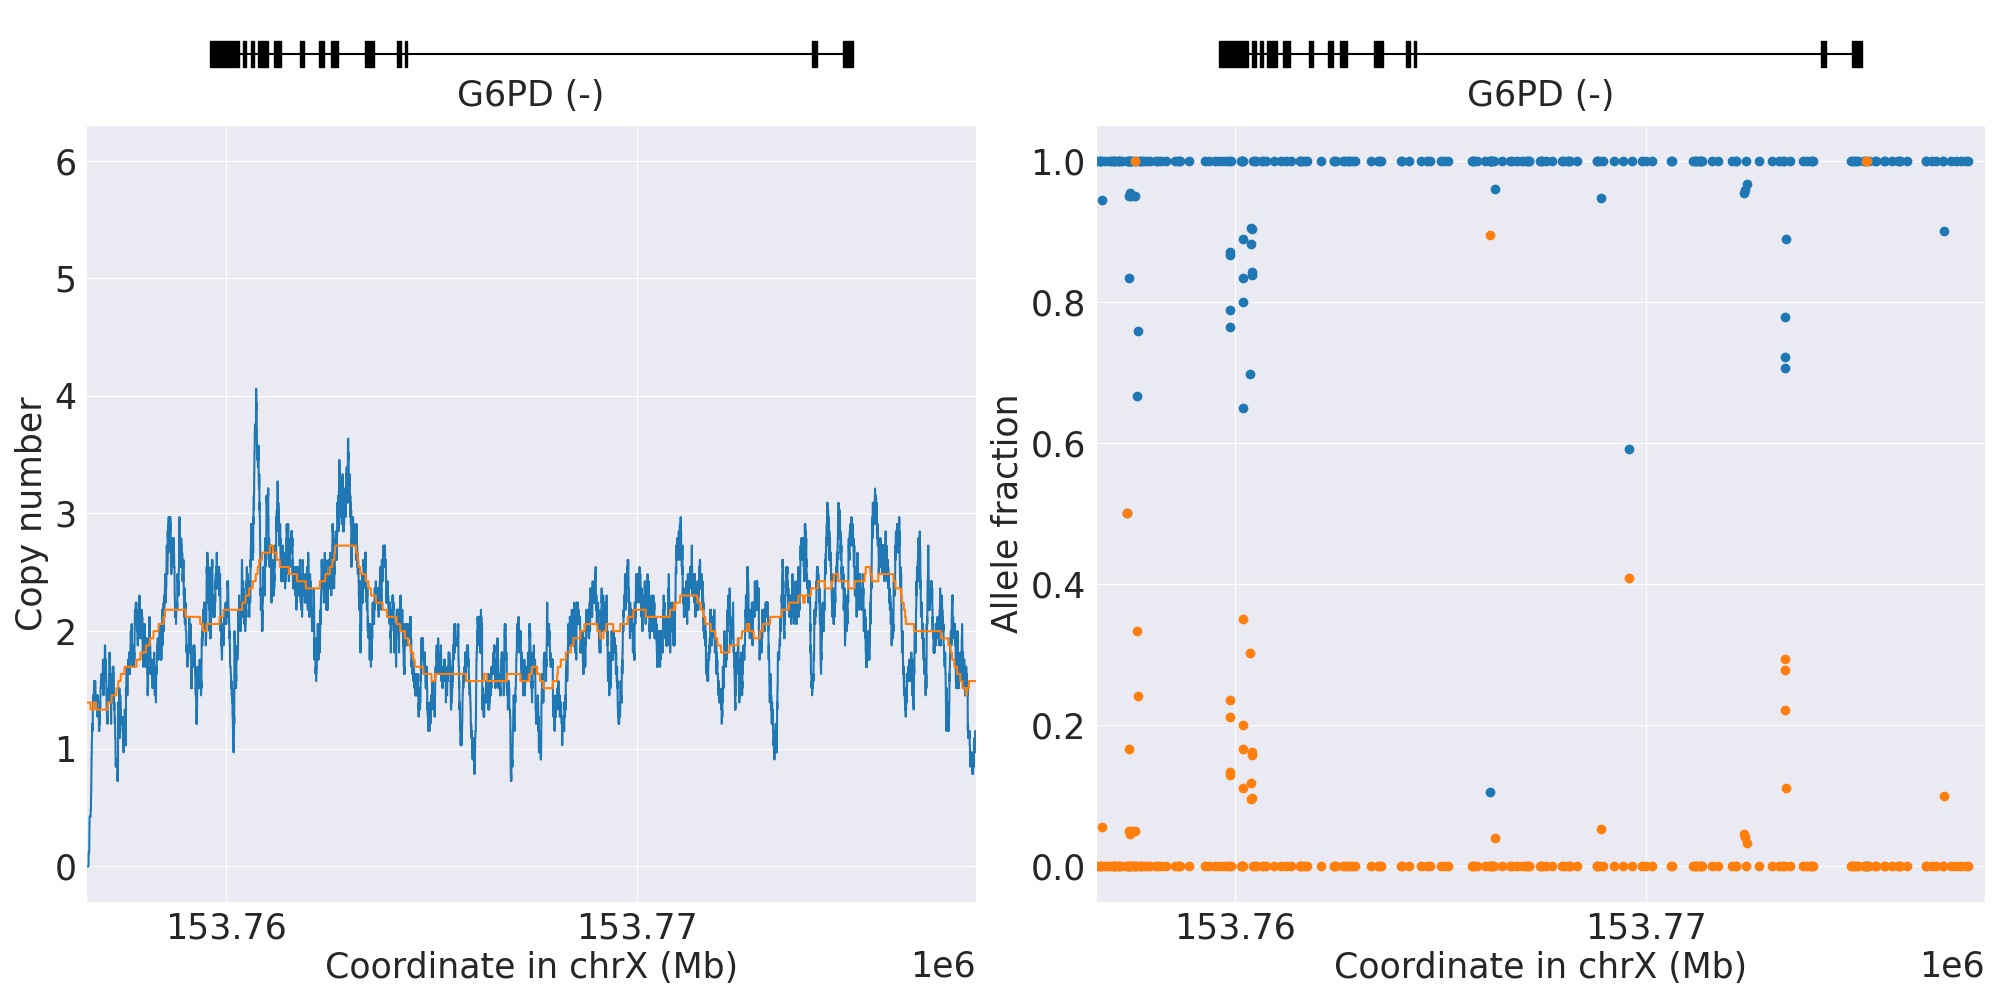 G6PD (-)
6
5
4
3
2
1
0
Copy number
153.76
153.77
Coordinate in chrX (Mb)
1e6
G6PD (-)
1.0
0.8
0.6
0.4
0.2
0.0
Allele fraction
153.76
153.77
Coordinate in chrX (Mb)
1e6